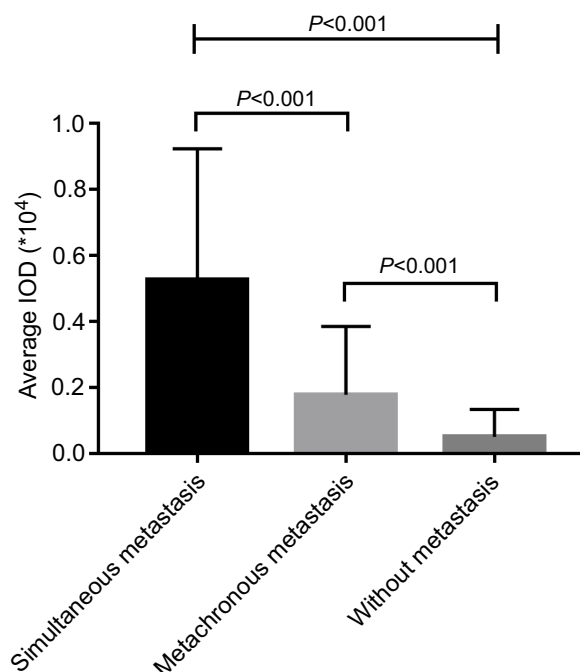 P<0.001
P<0.001
P<0.001
Average IOD (*10⁴)
1.0
0.8
0.6
0.4
0.2
0.0
Simultaneous metastasis
Metachronous metastasis
Without metastasis